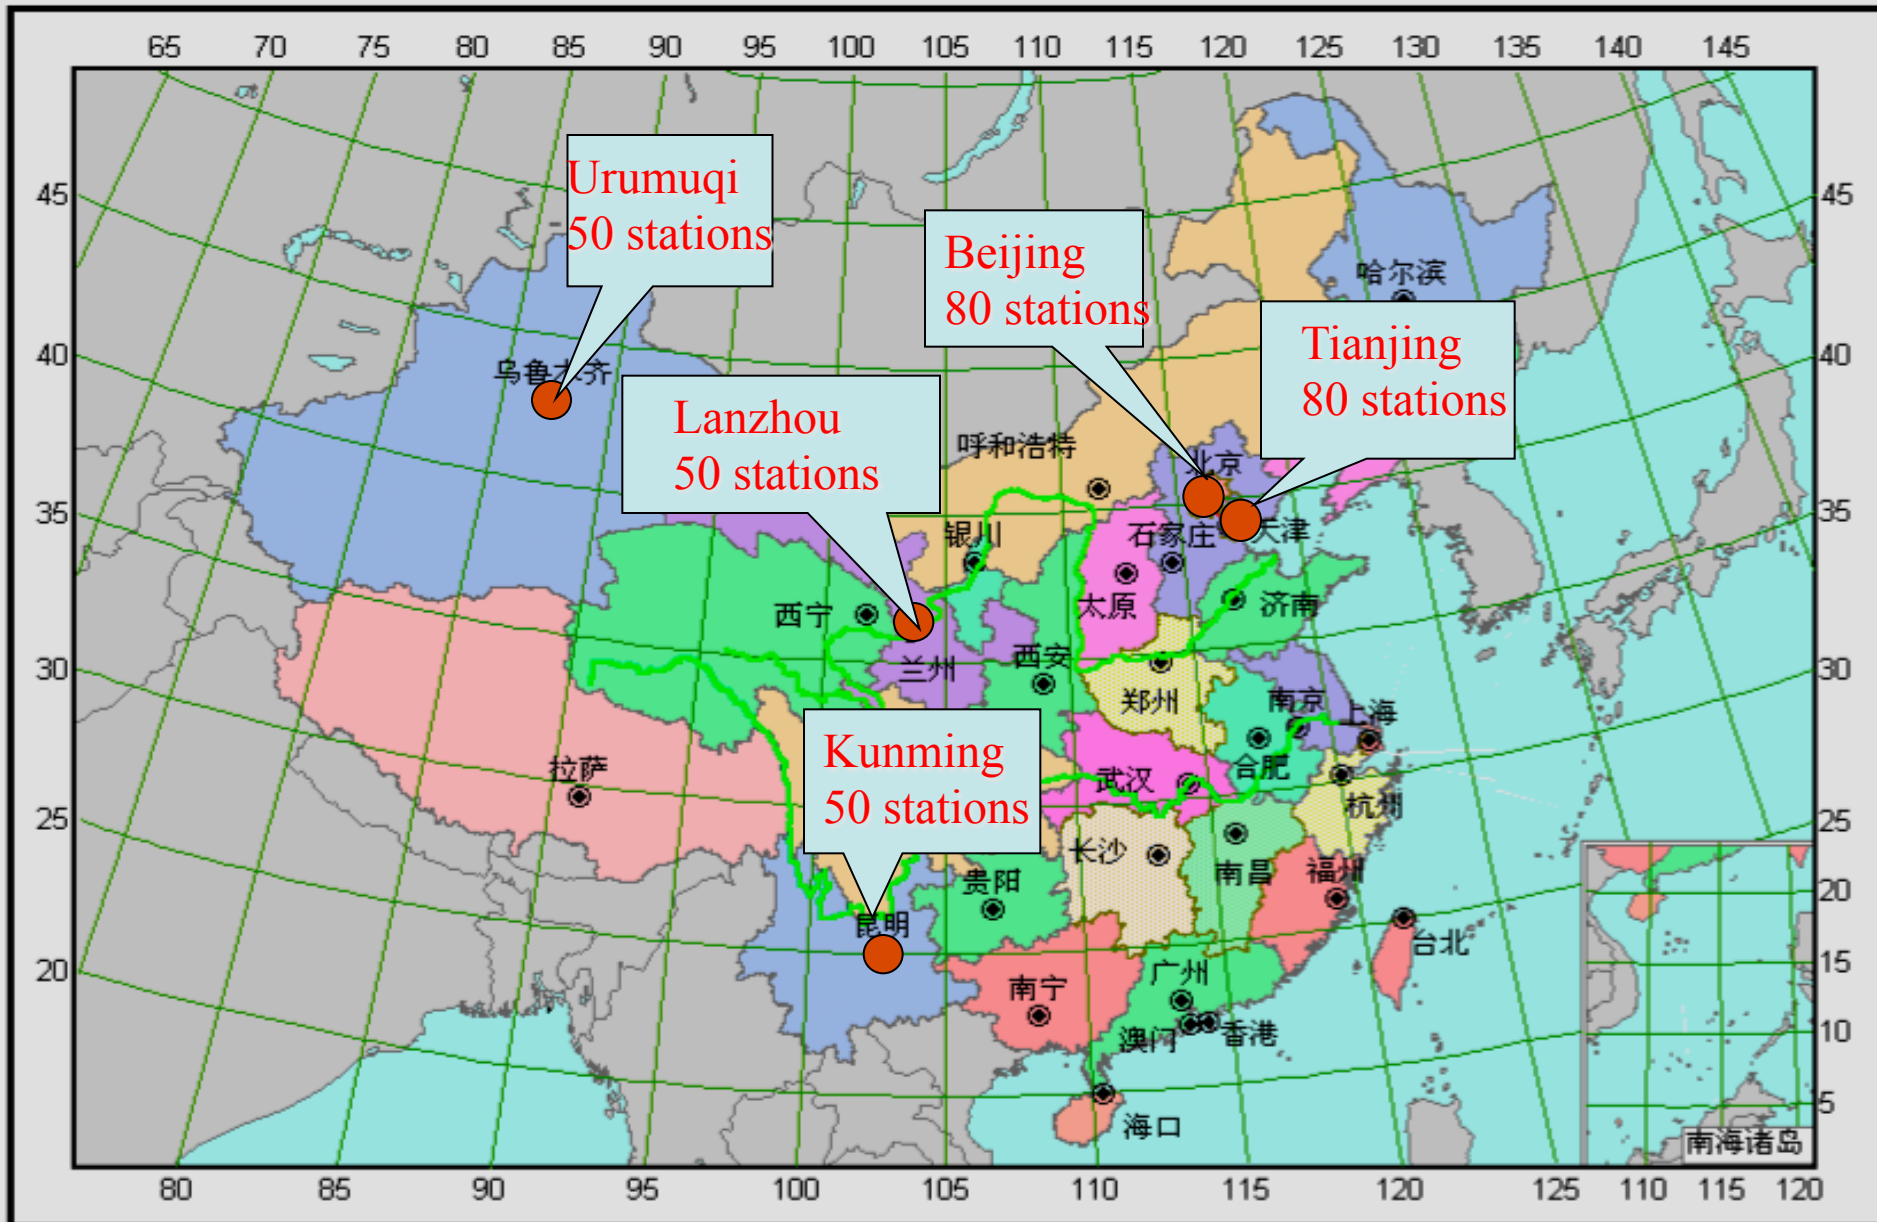 65 70 75 80 85 90 95 100 105 110 115 120 125 130 135 140 145
Urumuqi
50 stations
45
45
Beijing
80 stations
哈尔滨
Tianjing
80 stations
40
乌鲁木齐
40
Lanzhou
50 stations
呼和浩特
北京
35
银川
石家庄
天津
35
西宁
太原
济南
30
兰州
西安
30
郑州
南京
上海
拉萨
Kunming
50 stations
武汉
合肥
杭州
25
25
长沙
贵阳
南昌
福州
20
昆明
台北
20
南宁
广州
15
澳门
香港
10
海口
5
南海诸岛
80 85 90 95 100 105 110 115 120 125 110 115 120